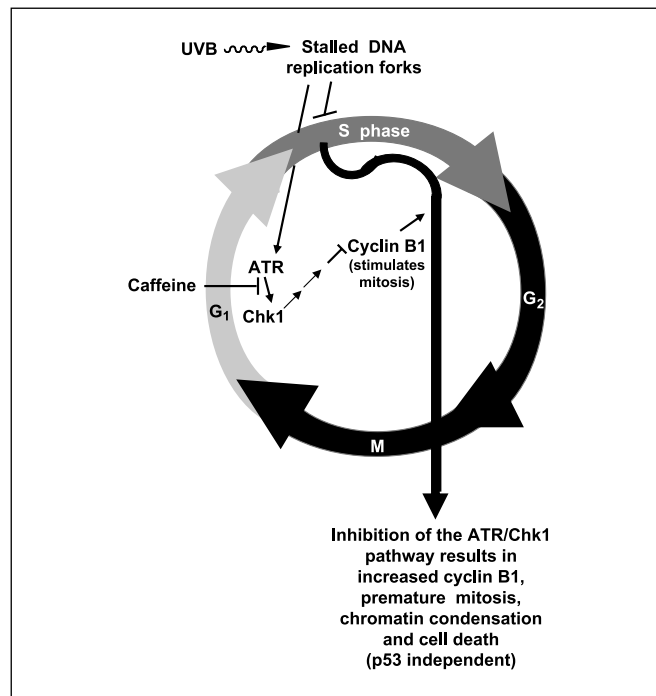 UVB
Stalled DNA
replication forks
S phase
Cyclin B1
(stimulates
mitosis)
ATR
Caffeine
Chk1
G1
G2
M
Inhibition of the ATR/Chk1
pathway results in
increased cyclin B1,
premature mitosis,
chromatin condensation
and cell death
(p53 independent)